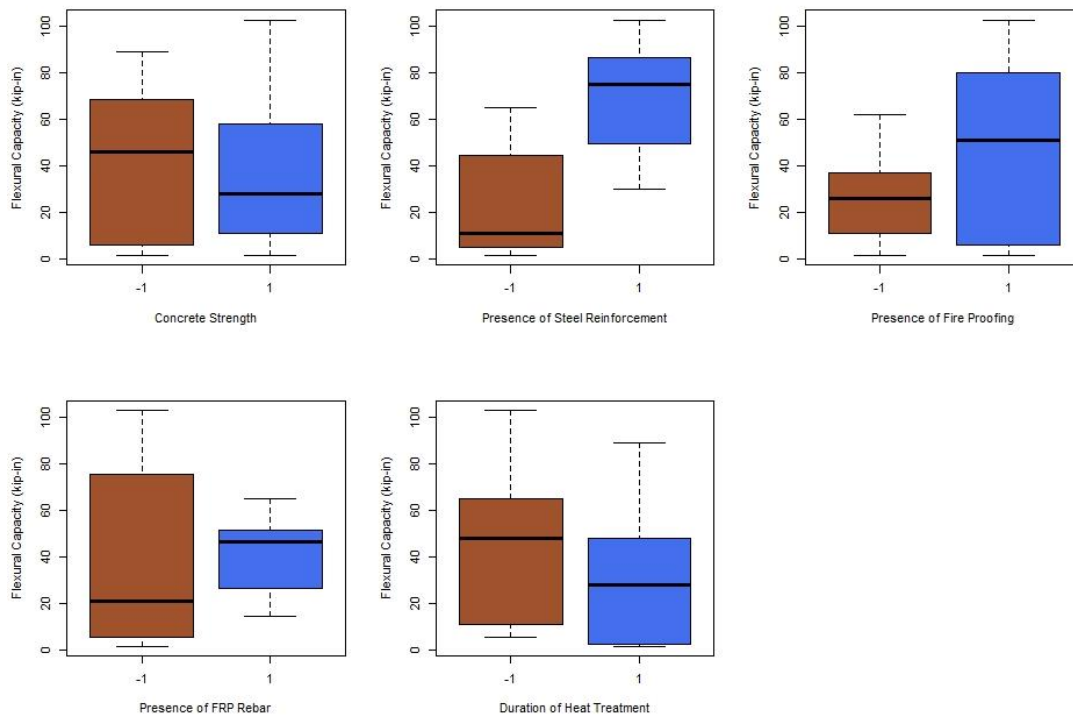 Flexural Capacity (kip-in)
0 20 40 60 80 100
-1 1
Concrete Strength
Flexural Capacity (kip-in)
0 20 40 60 80 100
-1 1
Presence of Steel Reinforcement
Flexural Capacity (kip-in)
0 20 40 60 80 100
-1 1
Presence of Fire Proofing
Flexural Capacity (kip-in)
0 20 40 60 80 100
-1 1
Presence of FRP Rebar
Flexural Capacity (kip-in)
0 20 40 60 80 100
-1 1
Duration of Heat Treatment